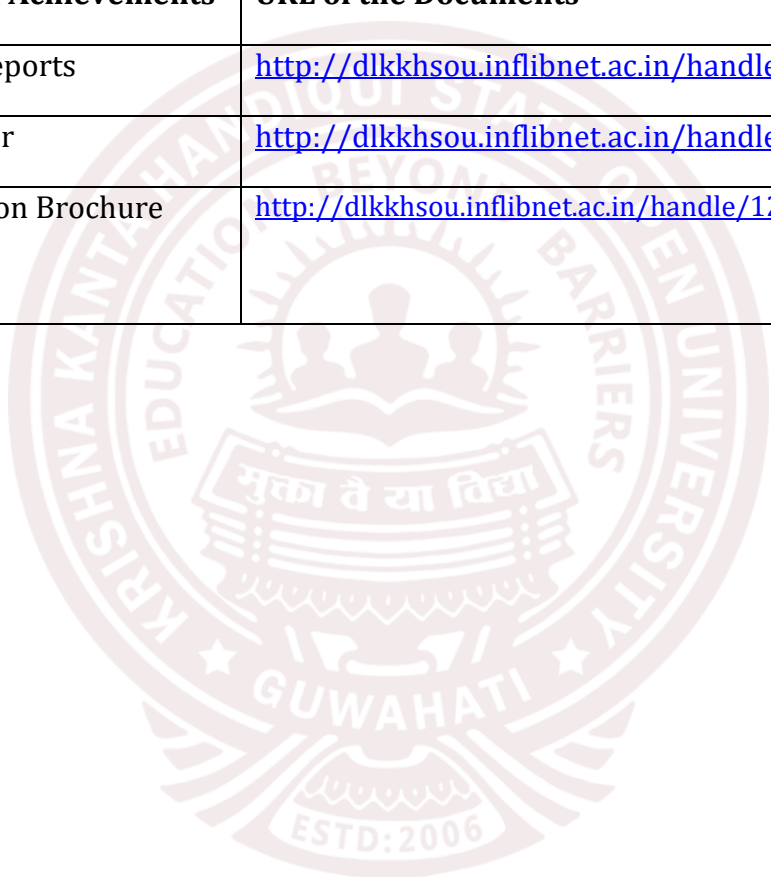 Achievements URL of the Documents
eports http://dlkkhsou.inflibnet.ac.in/handle
r http://dlkkhsou.inflibnet.ac.in/handle
on Brochure http://dlkkhsou.inflibnet.ac.in/handle/12
KRISHNA KANTA HANDIQUI STATE OPEN UNIVERSITY
EDUCATION BEYOND BARRIERS
मुक्ता वै या विद्या
★ GUWAHATI ★
ESTD:2006